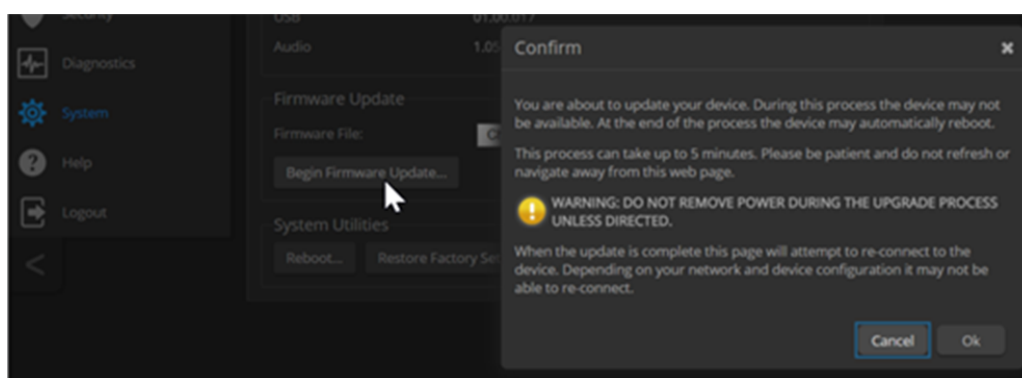 Security
USB 01.00.017
Audio 1.05
Diagnostics
Firmware Update
System
Firmware File:
Help
Begin Firmware Update...
Logout
System Utilities
Reboot... Restore Factory Se
<
Confirm
You are about to update your device. During this process the device may not
be available. At the end of the process the device may automatically reboot.
This process can take up to 5 minutes. Please be patient and do not refresh or
navigate away from this web page.
WARNING: DO NOT REMOVE POWER DURING THE UPGRADE PROCESS
UNLESS DIRECTED.
When the update is complete this page will attempt to re-connect to the
device. Depending on your network and device configuration it may not be
able to re-connect.
Cancel Ok